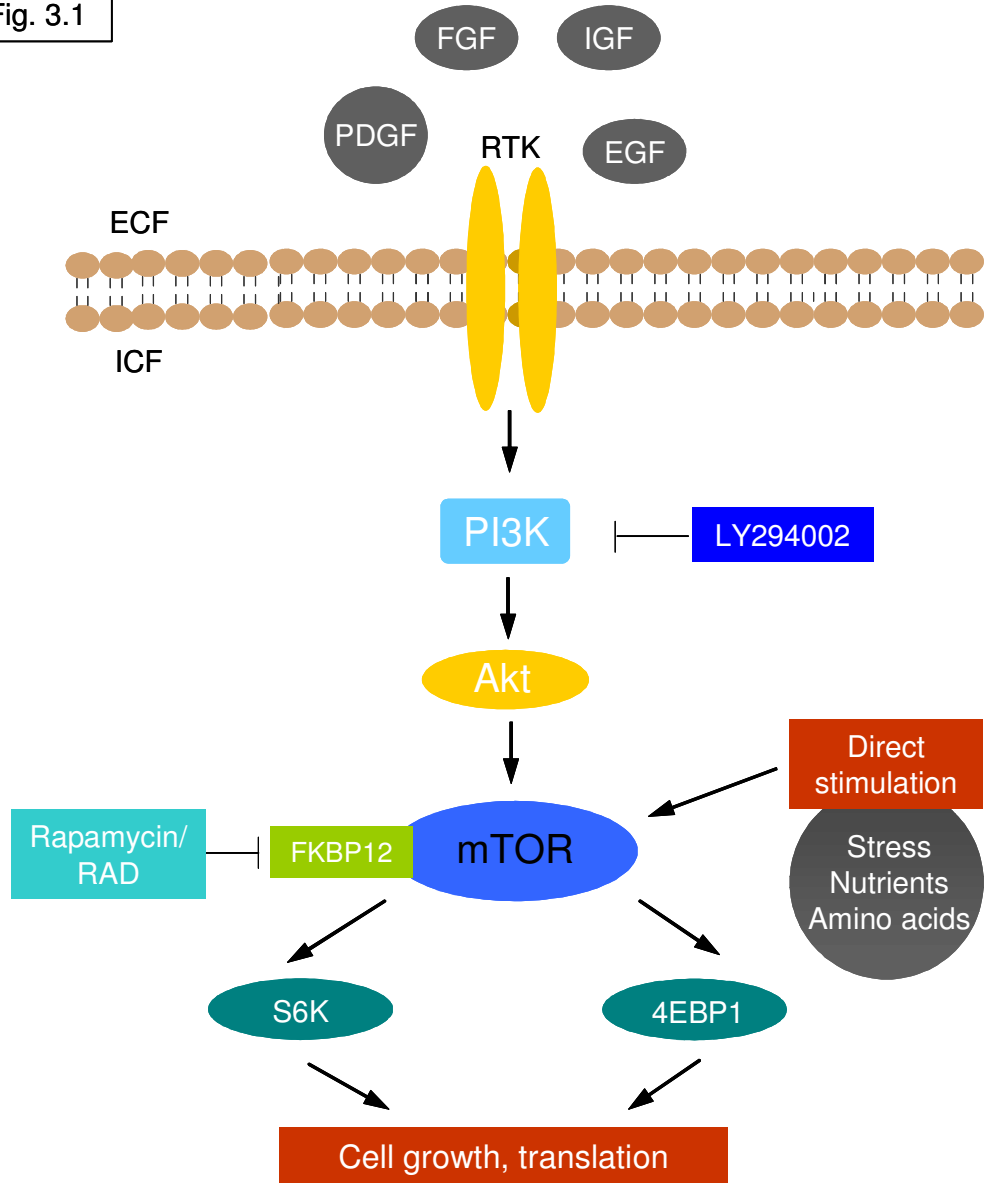 Fig. 3.1
FGF
IGF
PDGF
RTK
EGF
ECF
ICF
PI3K
LY294002
Akt
Direct
stimulation
Rapamycin/
RAD
FKBP12
mTOR
Stress
Nutrients
Amino acids
S6K
4EBP1
Cell growth, translation